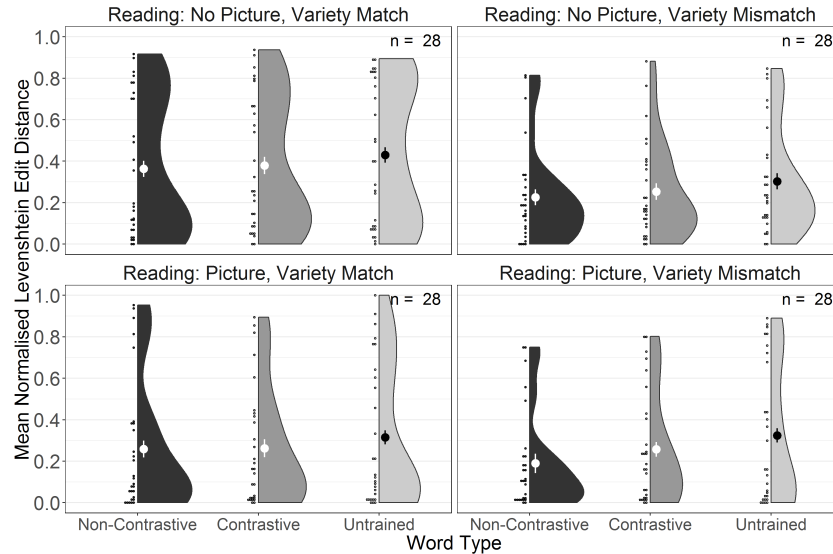 Reading: No Picture, Variety Match
Reading: No Picture, Variety Mismatch
n = 28
n = 28
1.0
0.8
0.6
0.4
0.2
0.0
Reading: Picture, Variety Match
Reading: Picture, Variety Mismatch
n = 28
n = 28
1.0
0.8
0.6
0.4
0.2
0.0
Mean Normalised Levenshtein Edit Distance
Non-Contrastive Contrastive Untrained
Non-Contrastive Contrastive Untrained
Word Type